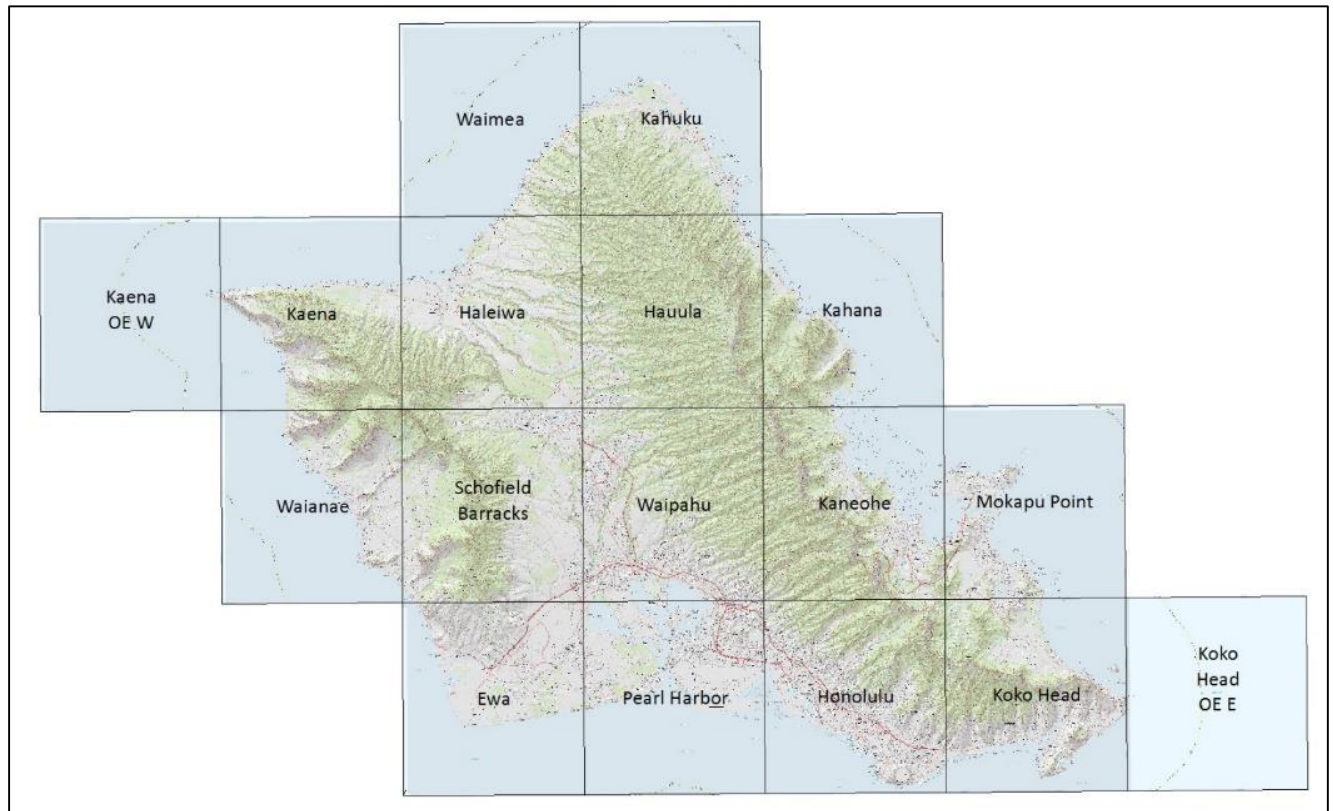 Waimea
Kahuku
Kaena
OE W
Kaena
Haleiwa
Hauula
Kahana
Waianae
Schofield
Barracks
Waipahu
Kaneohe
Mokapu Point
Ewa
Pearl Harbor
Honolulu
Koko Head
Koko
Head
OE E